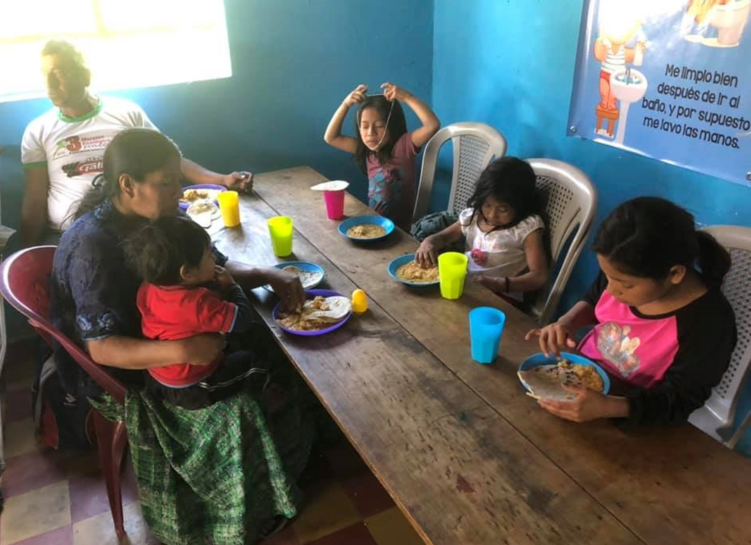 Me limpio bien
después de ir al
baño, y por supuesto
me lavo las manos.